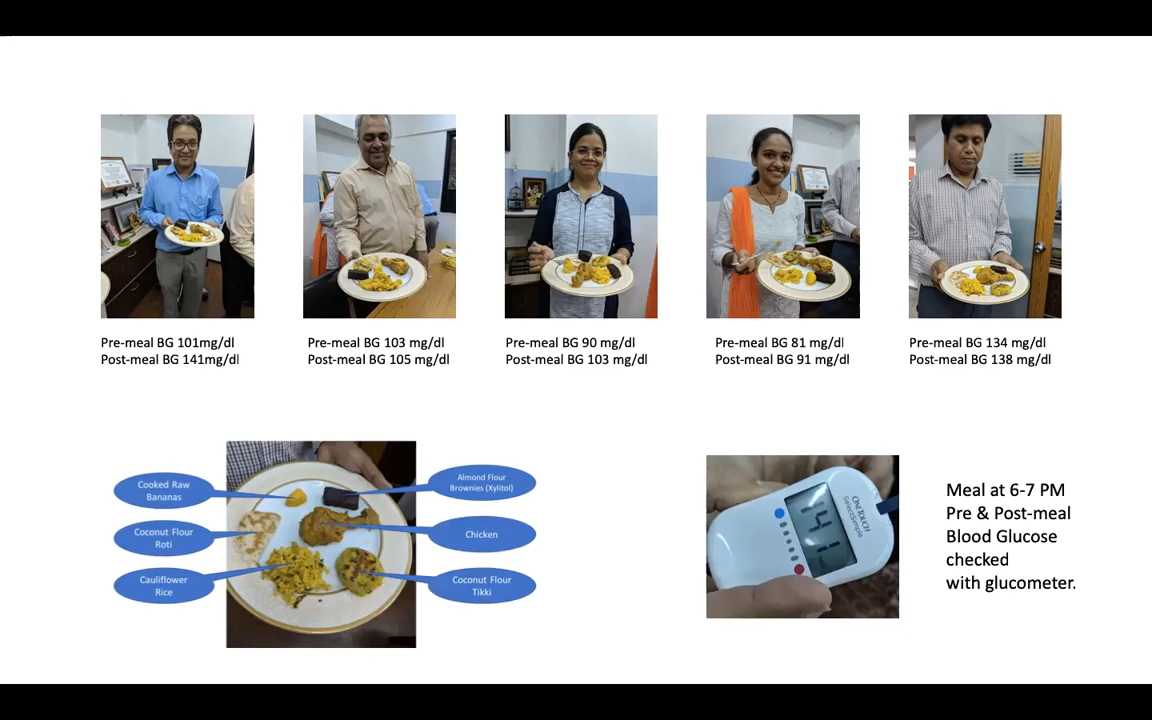 Pre-meal BG 101mg/dl
Post-meal BG 141mg/dl
Pre-meal BG 103 mg/dl
Post-meal BG 105 mg/dl
Pre-meal BG 90 mg/dl
Post-meal BG 103 mg/dl
Pre-meal BG 81 mg/dl
Post-meal BG 91 mg/dl
Pre-meal BG 134 mg/dl
Post-meal BG 138 mg/dl
Cooked Raw
Bananas
Coconut Flour
Roti
Cauliflower
Rice
Almond Flour
Brownies (Xylitol)
Chicken
Coconut Flour
Tikki
141
ONETOUCH
SelectSimple
Meal at 6-7 PM
Pre & Post-meal
Blood Glucose
checked
with glucometer.